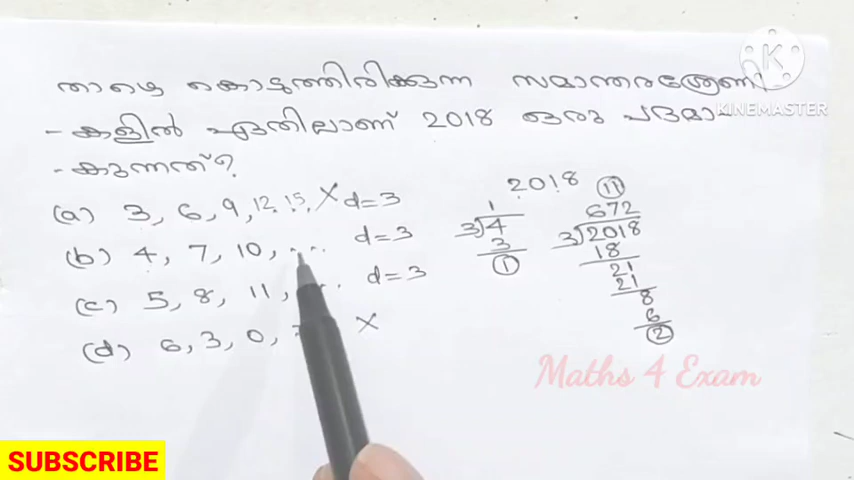 താഴെ കൊടുത്തിരിക്കുന്ന സമാന്തരശ്രേണി
-കളിൽ ഏതിലാണ് 2018 ഒരു പദമാ-
-കുന്നത്?
(a) 3, 6, 9, 12, 15, X d=3
(b) 4, 7, 10, .... d=3
(c) 5, 8, 11, .... d=3
(d) 6, 3, 0, X
2018 11
1
3 4
3
1
672
3 2018
18
21
21
8
6
2
Maths 4 Exam
K
KINEMASTER
SUBSCRIBE